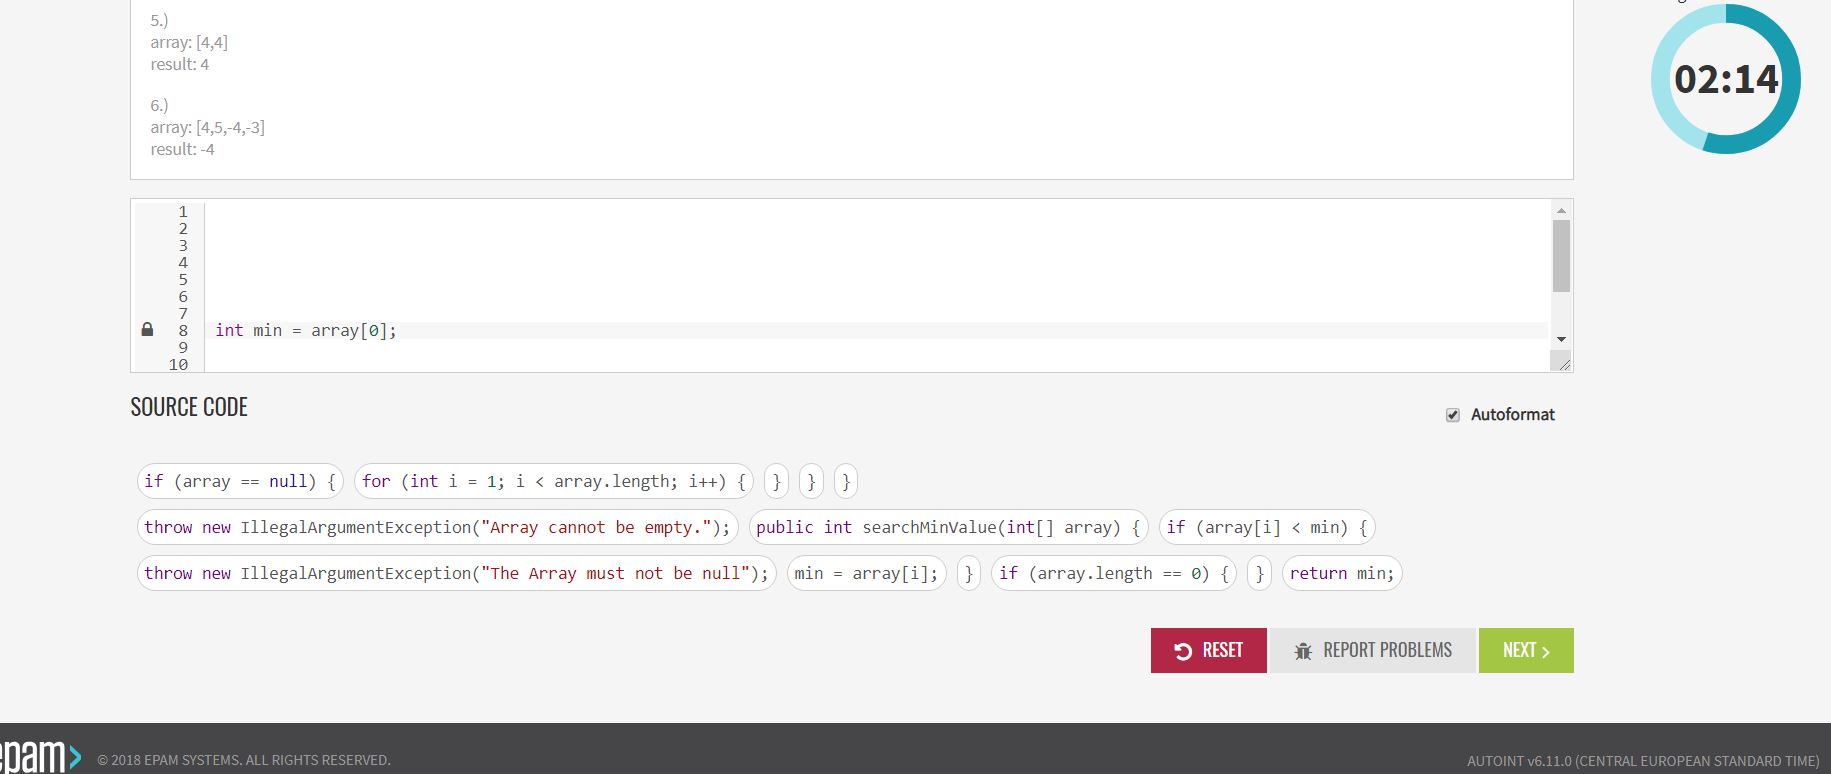 5.)
array: [4,4]
result: 4
6.)
array: [4,5,-4,-3]
result: -4
02:14
1
2
3
4
5
6
7
8 int min = array[0];
9
10
SOURCE CODE
Autoformat
if (array == null) { for (int i = 1; i < array.length; i++) { } } }
throw new IllegalArgumentException("Array cannot be empty."); public int searchMinValue(int[] array) { if (array[i] < min) {
throw new IllegalArgumentException("The Array must not be null"); min = array[i]; } if (array.length == 0) { } return min;
RESET REPORT PROBLEMS NEXT >
epam> © 2018 EPAM SYSTEMS. ALL RIGHTS RESERVED.
AUTOINT v6.11.0 (CENTRAL EUROPEAN STANDARD TIME)